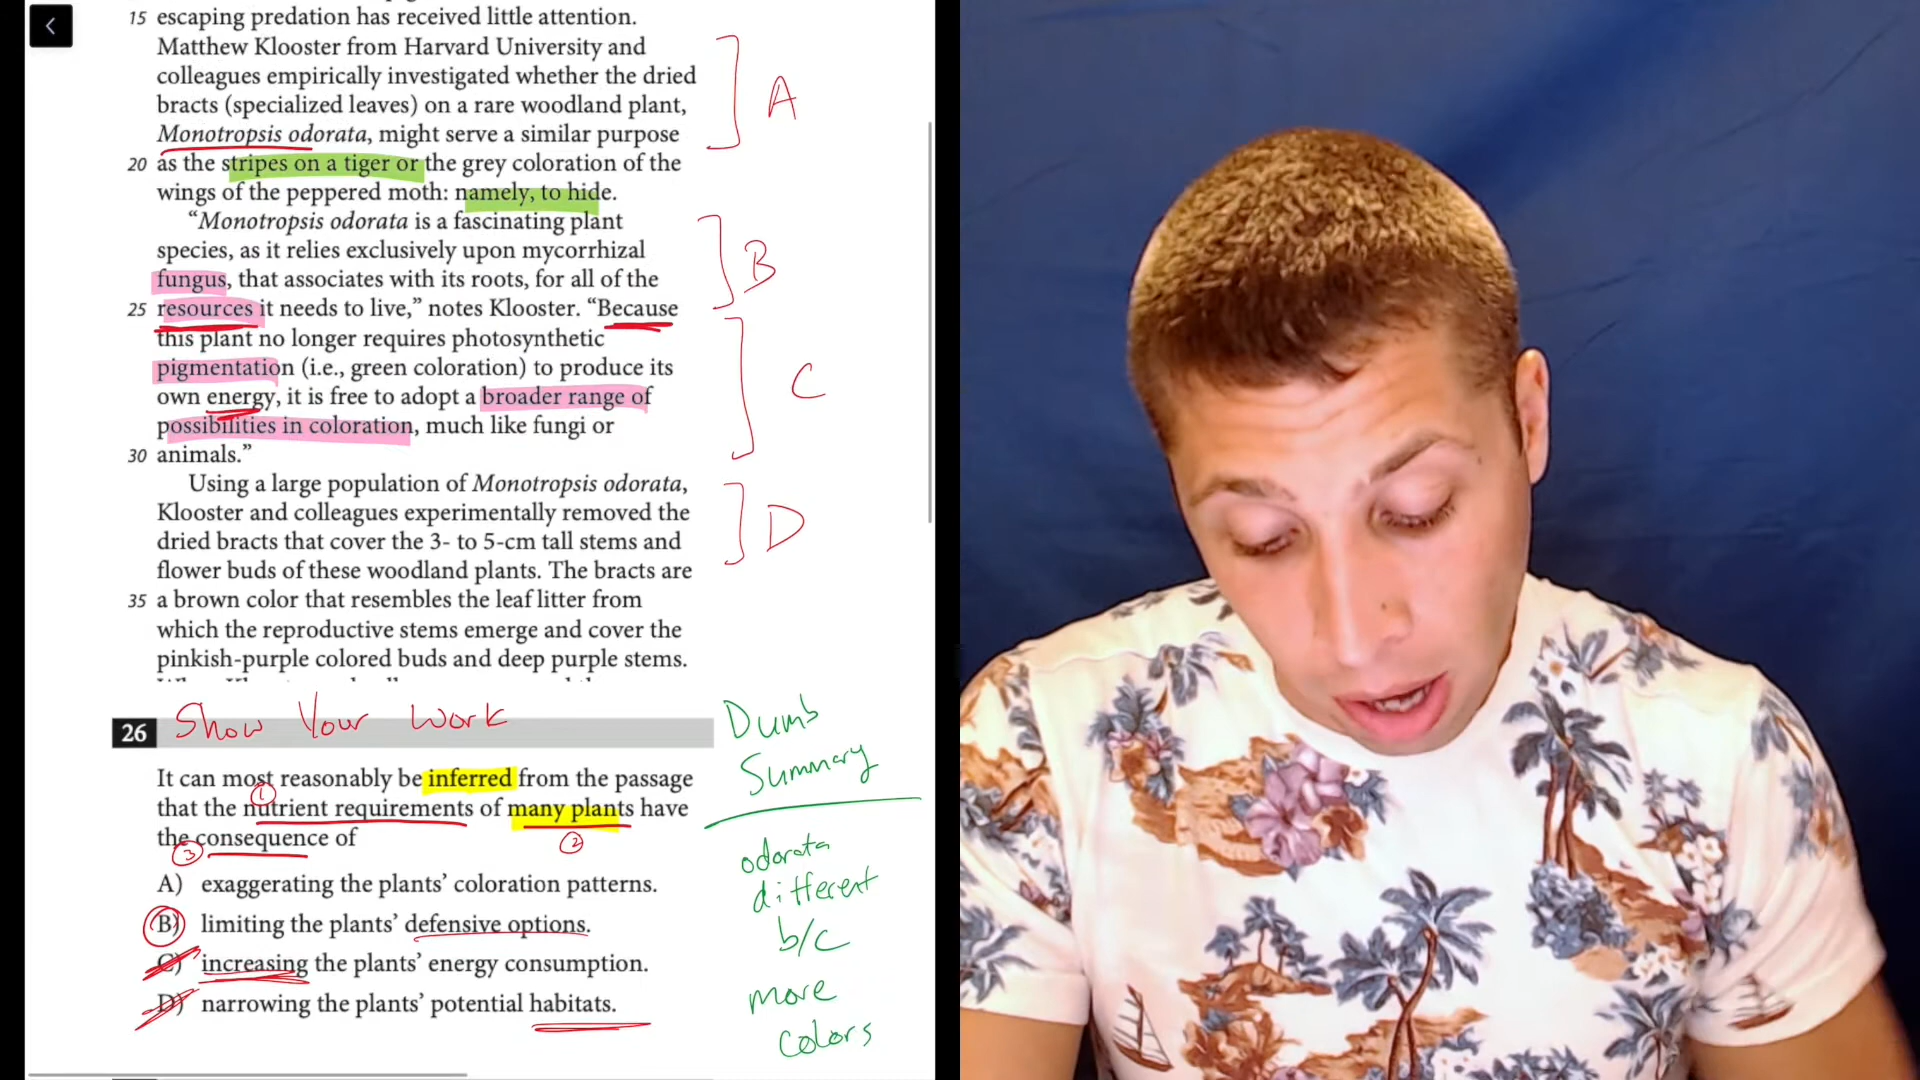 15 escaping predation has received little attention.
Matthew Klooster from Harvard University and
colleagues empirically investigated whether the dried
bracts (specialized leaves) on a rare woodland plant,
Monotropsis odorata, might serve a similar purpose
20 as the stripes on a tiger or the grey coloration of the
wings of the peppered moth: namely, to hide.
A
“Monotropsis odorata is a fascinating plant
species, as it relies exclusively upon mycorrhizal
fungus, that associates with its roots, for all of the
25 resources it needs to live,” notes Klooster. “Because
B
this plant no longer requires photosynthetic
pigmentation (i.e., green coloration) to produce its
own energy, it is free to adopt a broader range of
possibilities in coloration, much like fungi or
30 animals.”
C
Using a large population of Monotropsis odorata,
Klooster and colleagues experimentally removed the
dried bracts that cover the 3- to 5-cm tall stems and
flower buds of these woodland plants. The bracts are
D
35 a brown color that resembles the leaf litter from
which the reproductive stems emerge and cover the
pinkish-purple colored buds and deep purple stems.
26 Show Your Work
It can most reasonably be inferred from the passage
that the nutrient requirements of many plants have
the consequence of
1
2
3
A) exaggerating the plants’ coloration patterns.
B) limiting the plants’ defensive options.
C) increasing the plants’ energy consumption.
D) narrowing the plants’ potential habitats.
Dumb
Summary
odorata
different
b/c
more
colors